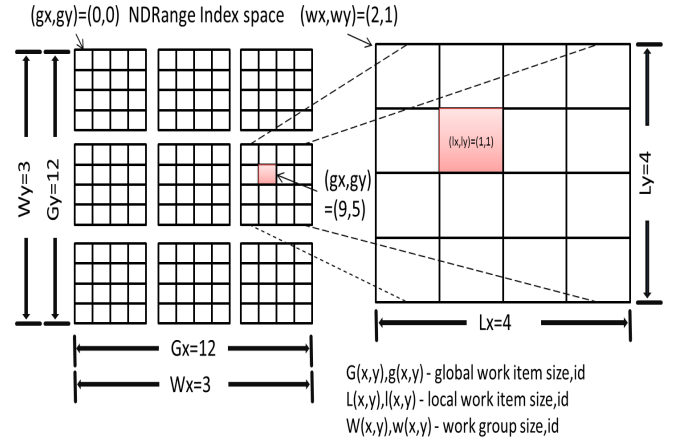 (gx,gy)=(0,0) NDRange Index space (wx,wy)=(2,1)
Wy=3
Gy=12
(lx,ly)=(1,1)
(gx,gy)
=(9,5)
Ly=4
Gx=12
Lx=4
Wx=3
G(x,y),g(x,y) - global work item size,id
L(x,y),l(x,y) - local work item size,id
W(x,y),w(x,y) - work group size,id